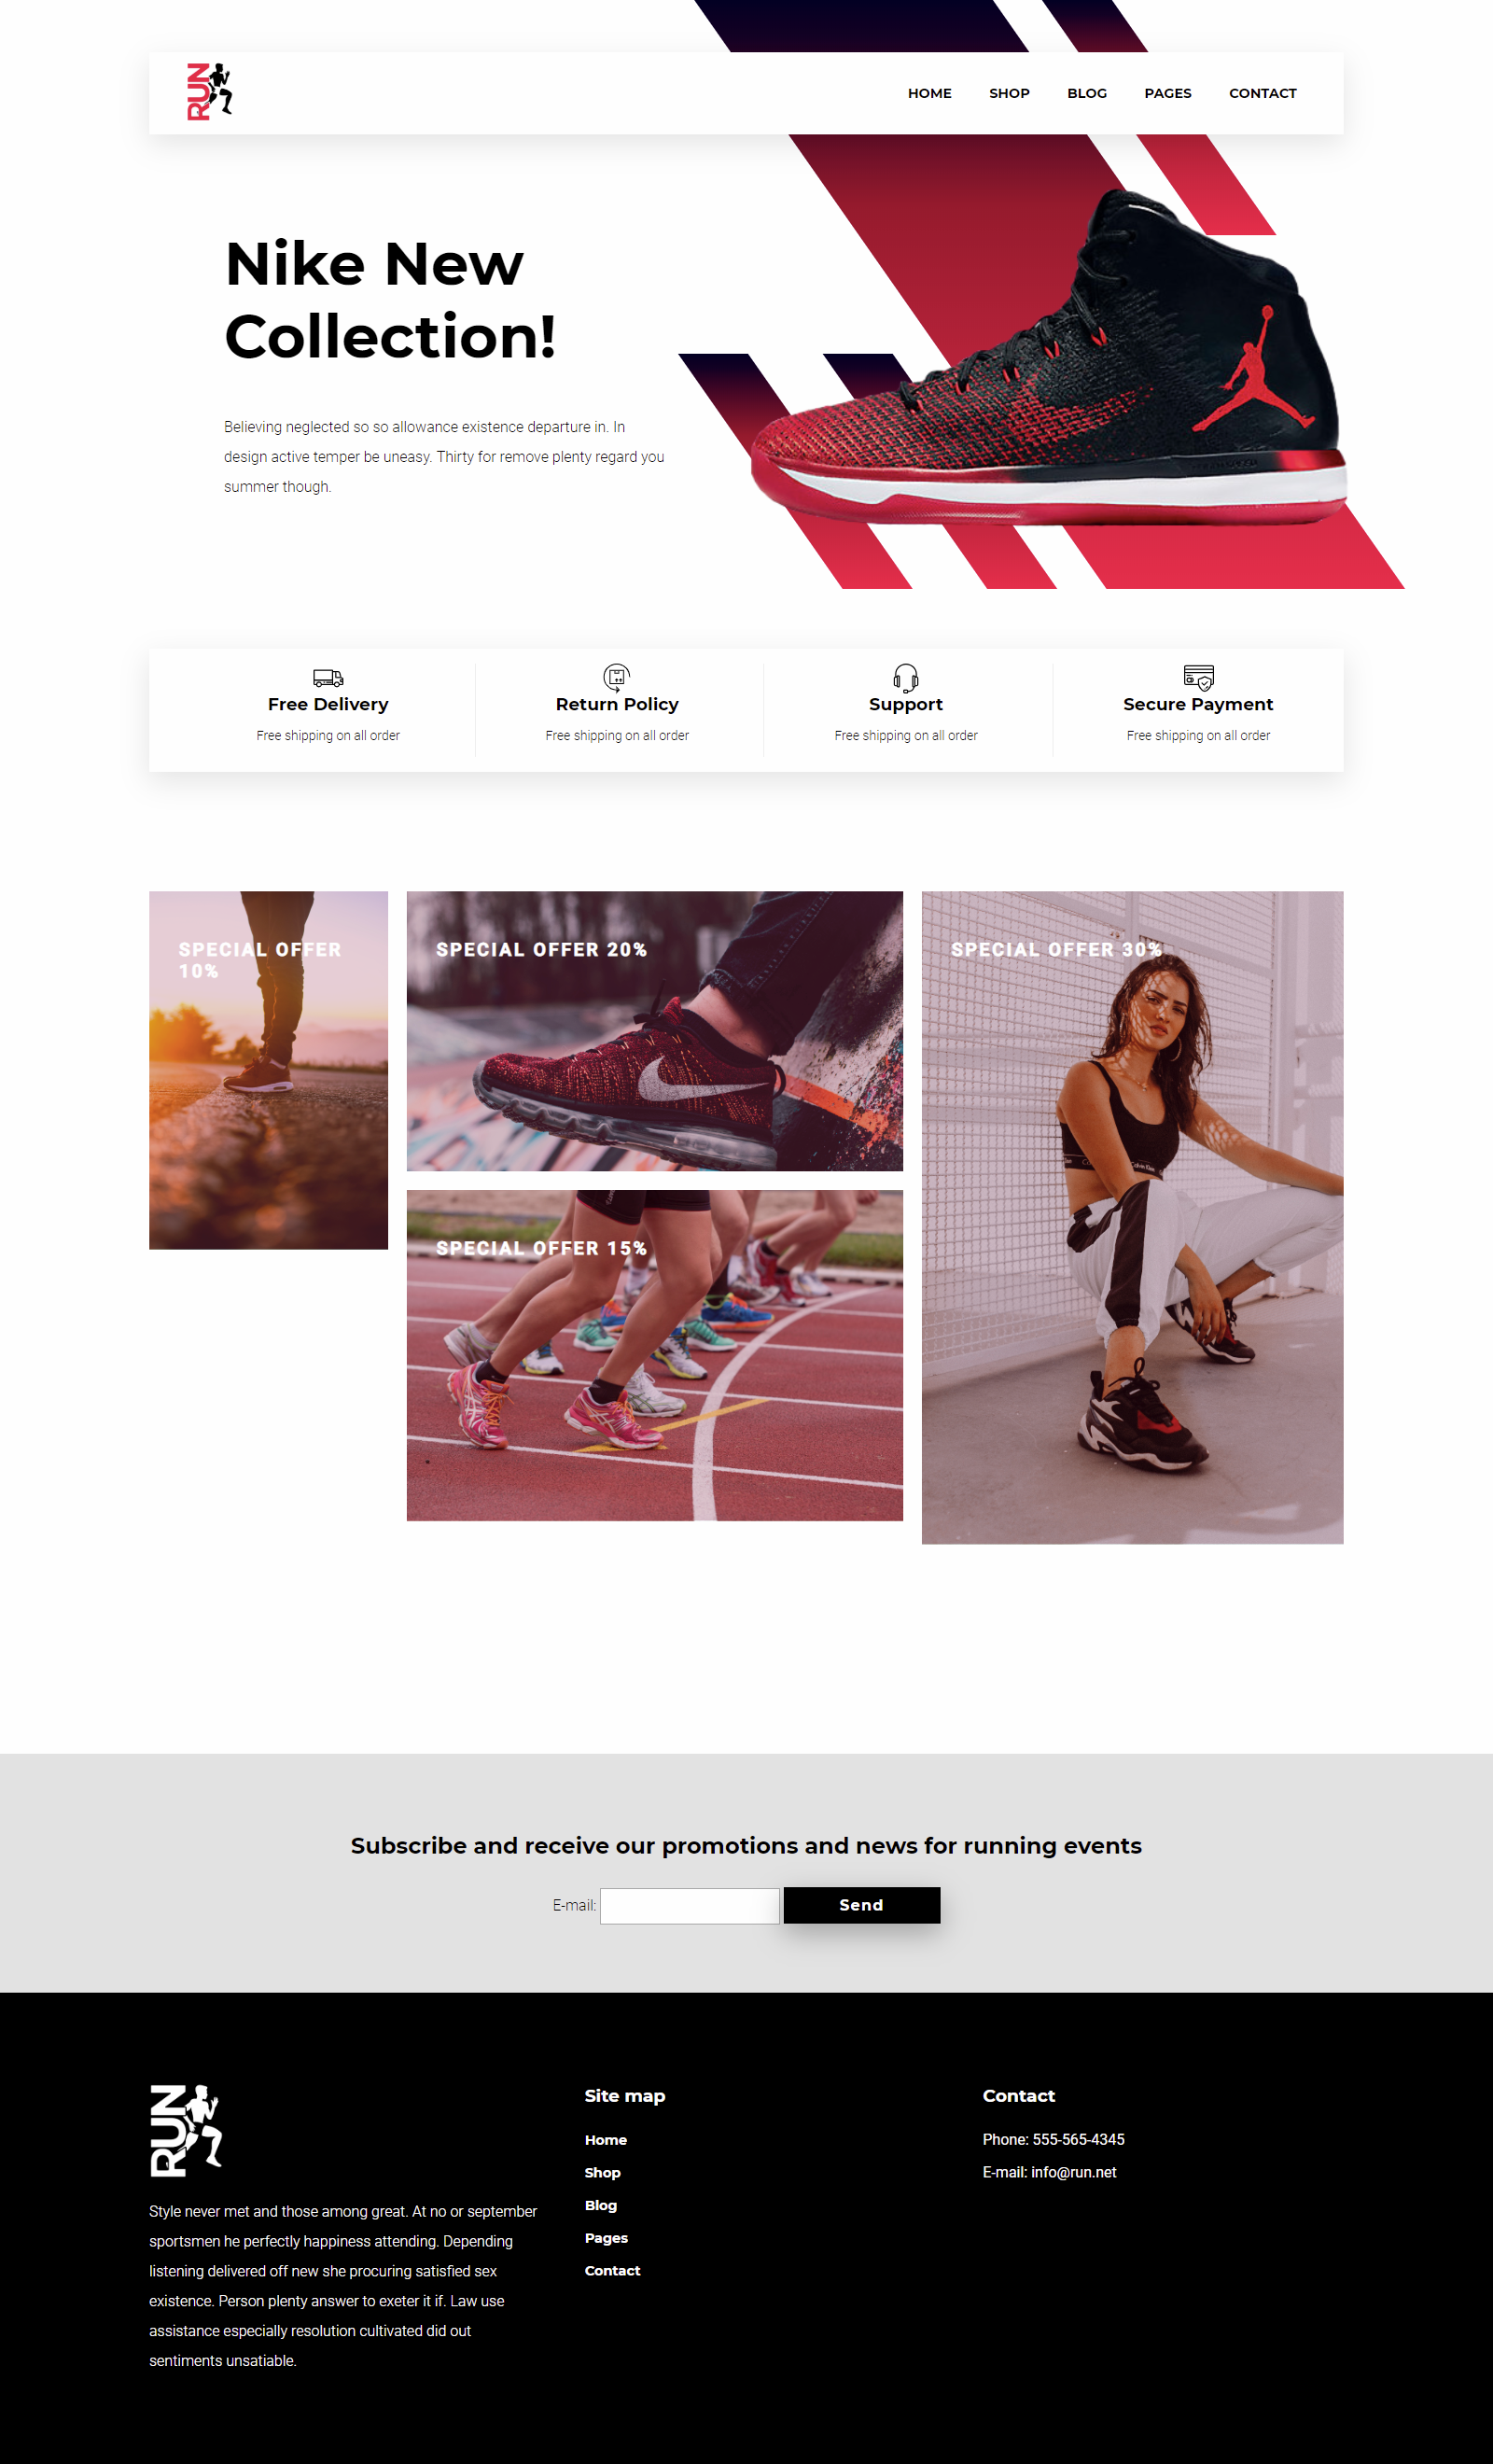 RUN
HOME SHOP BLOG PAGES CONTACT
Nike New
Collection!
Believing neglected so so allowance existence departure in. In
design active temper be uneasy. Thirty for remove plenty regard you
summer though.
Free Delivery
Free shipping on all order
Return Policy
Free shipping on all order
Support
Free shipping on all order
Secure Payment
Free shipping on all order
SPECIAL OFFER
10%
SPECIAL OFFER 20%
SPECIAL OFFER 30%
Calvin Klein
SPECIAL OFFER 15%
Subscribe and receive our promotions and news for running events
E-mail:
Send
RUN
Style never met and those among great. At no or september
sportsmen he perfectly happiness attending. Depending
listening delivered off new she procuring satisfied sex
existence. Person plenty answer to exeter it if. Law use
assistance especially resolution cultivated did out
sentiments unsatiable.
Site map
Home
Shop
Blog
Pages
Contact
Contact
Phone: 555-565-4345
E-mail: info@run.net